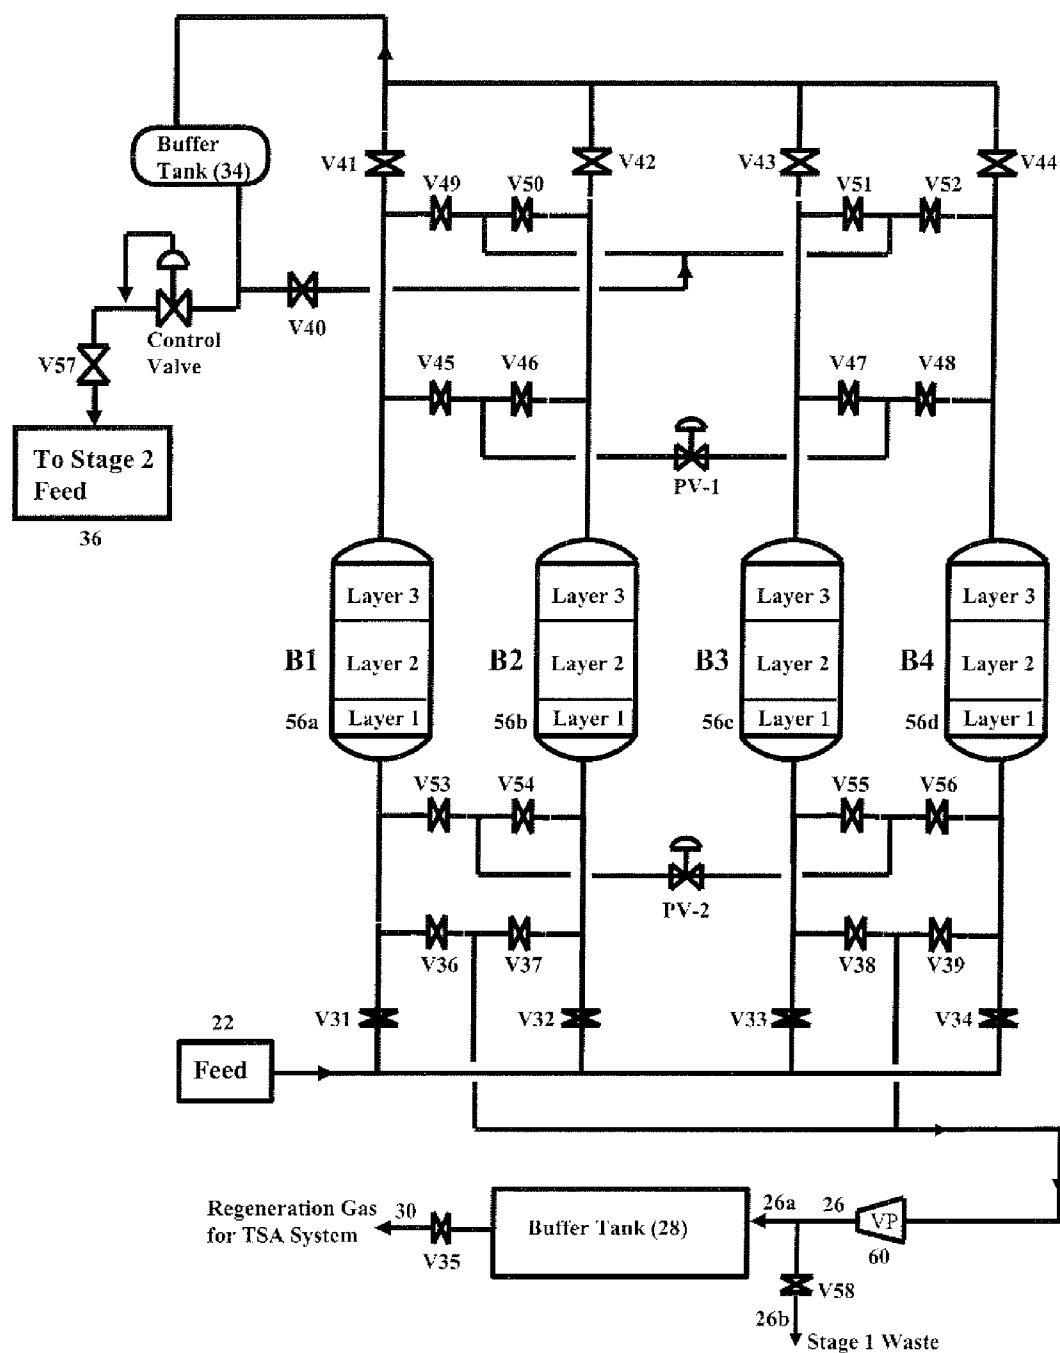 Buffer
Tank (34)
V41
V42
V43
V44
V49
V50
V51
V52
V40
Control
Valve
V57
V45
V46
V47
V48
To Stage 2
Feed
36
PV-1
Layer 3
Layer 3
Layer 3
Layer 3
B1
Layer 2
B2
Layer 2
B3
Layer 2
B4
Layer 2
56a
Layer 1
56b
Layer 1
56c
Layer 1
56d
Layer 1
V53
V54
V55
V56
PV-2
V36
V37
V38
V39
V31
V32
V33
V34
22
Feed
Regeneration Gas
for TSA System
30
V35
Buffer Tank (28)
26a
26
VP
60
V58
26b
Stage 1 Waste